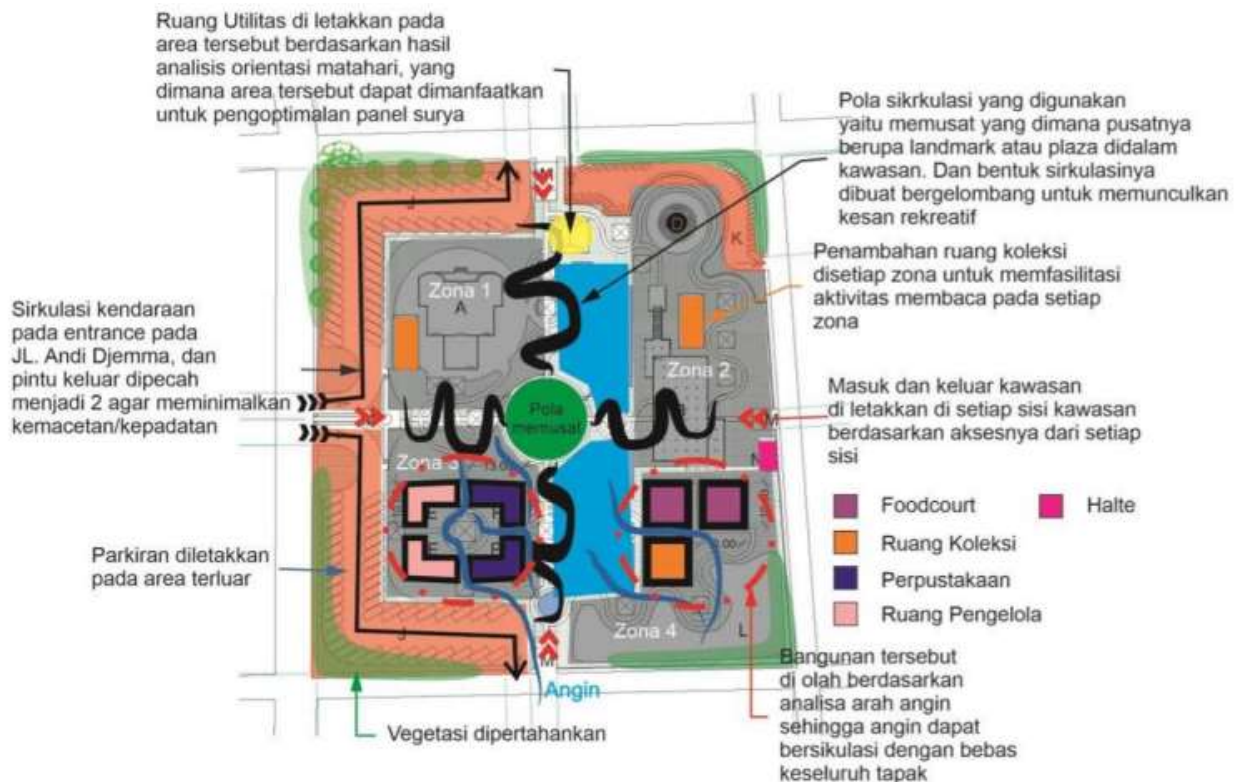 Ruang Utilitas di letakkan pada
area tersebut berdasarkan hasil
analisis orientasi matahari, yang
dimana area tersebut dapat dimanfaatkan
untuk pengoptimalan panel surya
Pola sikrkulasi yang digunakan
yaitu memusat yang dimana pusatnya
berupa landmark atau plaza didalam
kawasan. Dan bentuk sirkulasinya
dibuat bergelombang untuk memunculkan
kesan rekreatif
Penambahan ruang koleksi
disetiap zona untuk memfasilitasi
aktivitas membaca pada setiap
zona
Sirkulasi kendaraan
pada entrance pada
JL. Andi Djemma, dan
pintu keluar dipecah
menjadi 2 agar meminimalkan
kemacetan/kepadatan
Masuk dan keluar kawasan
di letakkan di setiap sisi kawasan
berdasarkan aksesnya dari setiap
sisi
J
D
K
Zona 1
A
Zona 2
Pola
memusat
M
N
Zona 3
Foodcourt
Halte
Ruang Koleksi
Perpustakaan
Ruang Pengelola
Parkiran diletakkan
pada area terluar
J
Zona 4
L
M
Angin
Vegetasi dipertahankan
Bangunan tersebut
di olah berdasarkan
analisa arah angin
sehingga angin dapat
bersikulasi dengan bebas
keseluruh tapak